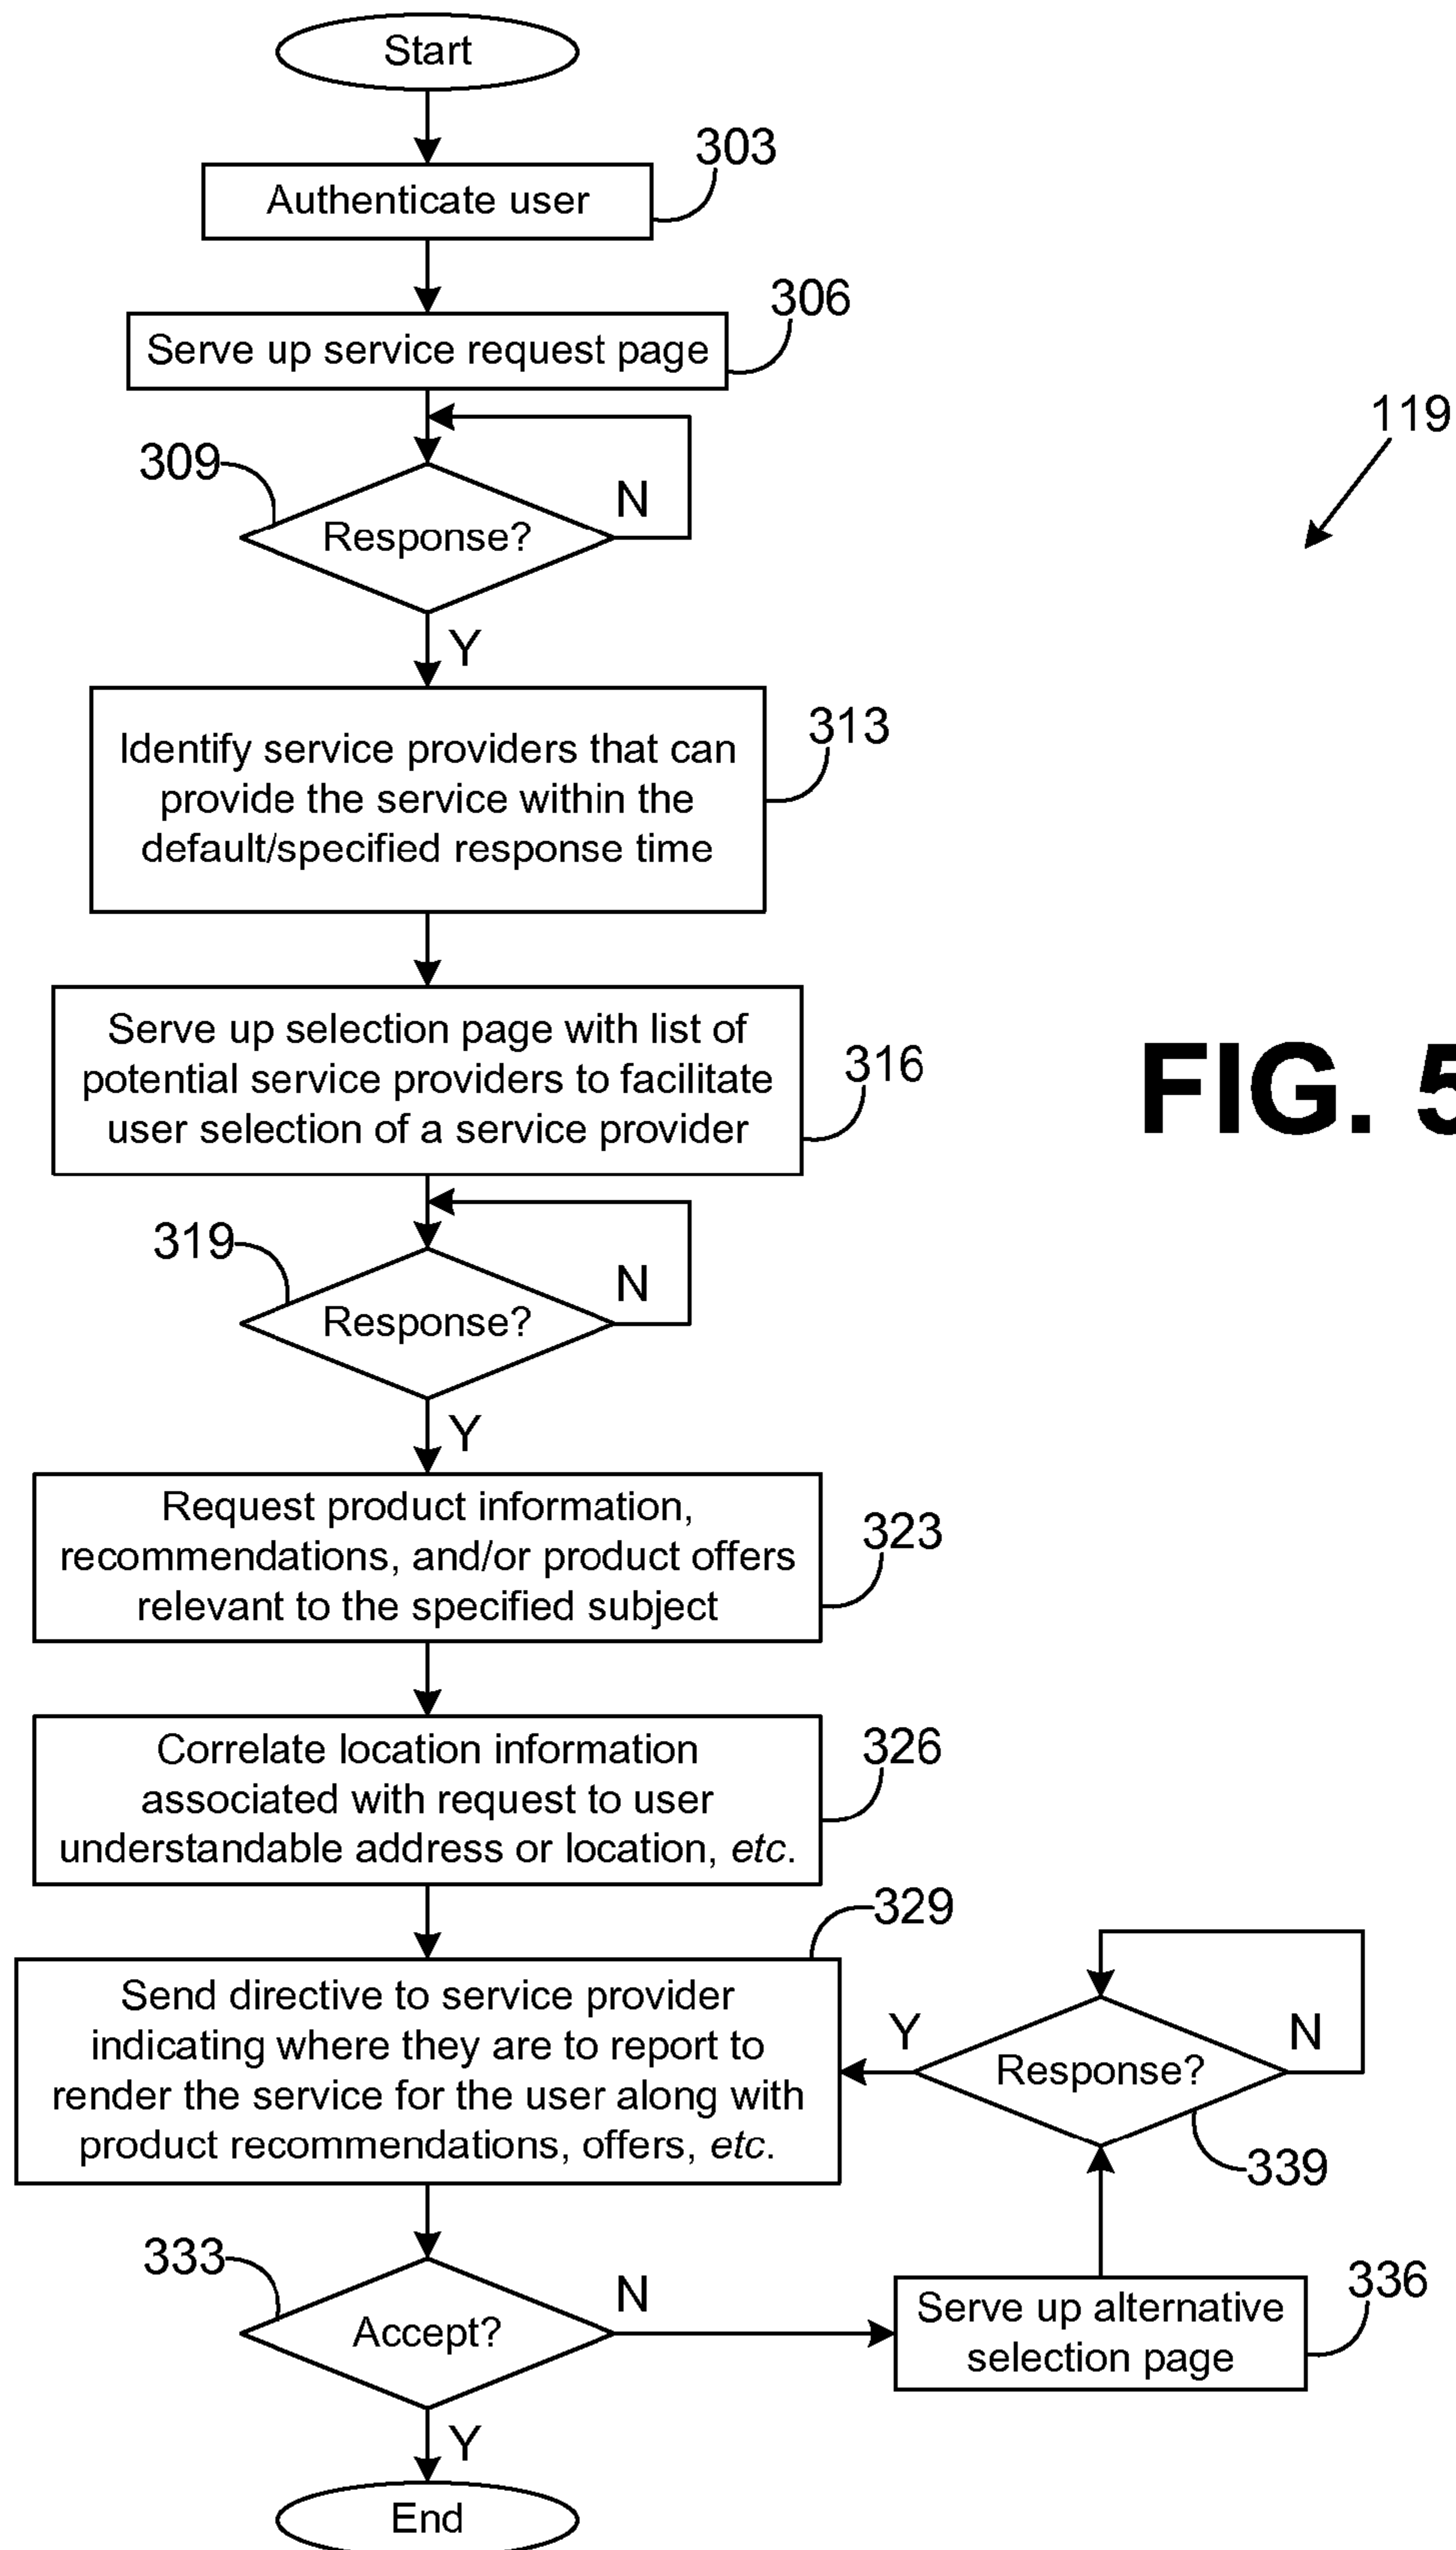 Start
303
Authenticate user
306
Serve up service request page
119
309
Response?
N
Y
313
Identify service providers that can
provide the service within the
default/specified response time
Serve up selection page with list of
potential service providers to facilitate
user selection of a service provider
316
FIG. 5
319
Response?
N
Y
Request product information,
recommendations, and/or product offers
relevant to the specified subject
323
Correlate location information
associated with request to user
understandable address or location, etc.
326
329
Send directive to service provider
indicating where they are to report to
render the service for the user along with
product recommendations, offers, etc.
Y
Response?
N
339
333
Accept?
N
Serve up alternative
selection page
336
Y
End